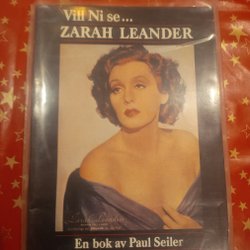 Vill Ni se...
ZARAH LEANDER
En bok av Paul Seiler